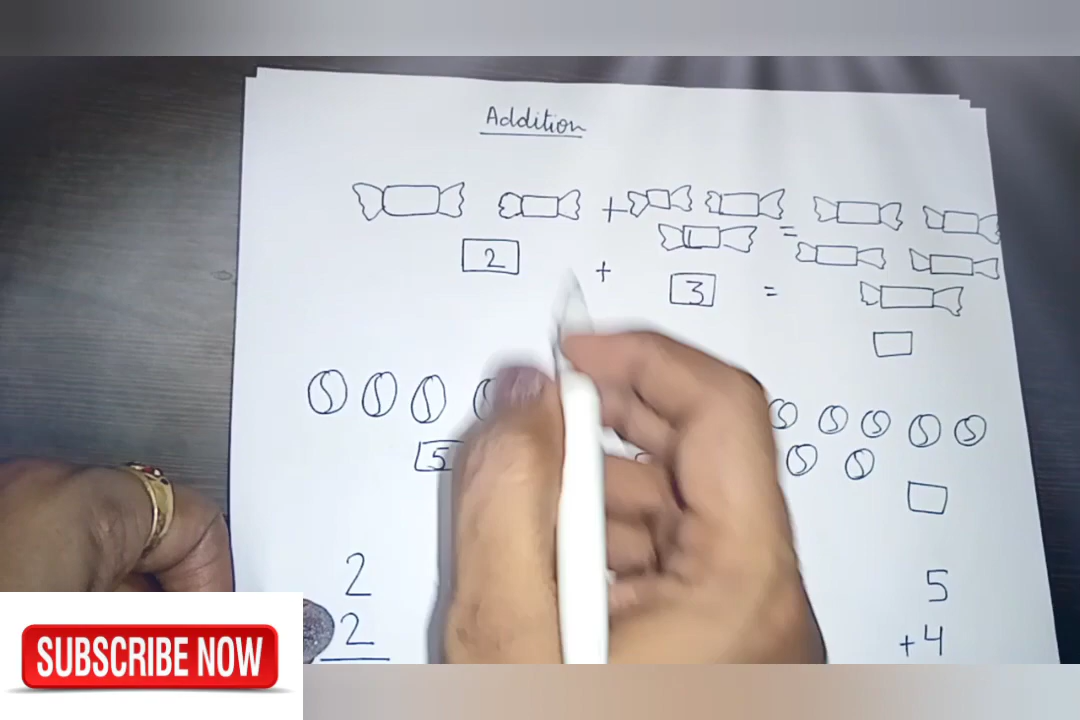 Addition
+ =
2 + 3 =
5
2 5
2 +4
SUBSCRIBE NOW